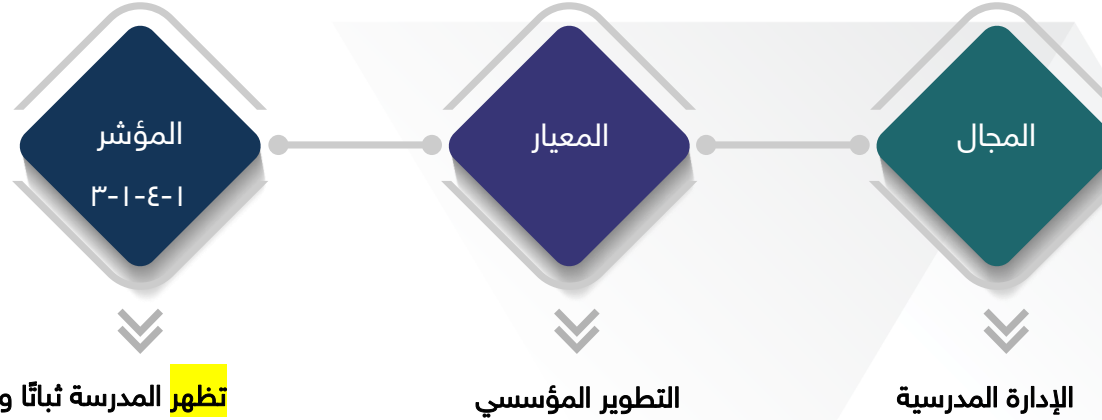 المجال
المعيار
المؤشر
٣-١-٤-١
الإدارة المدرسية
التطوير المؤسسي
تظهر المدرسة ثباتًا و